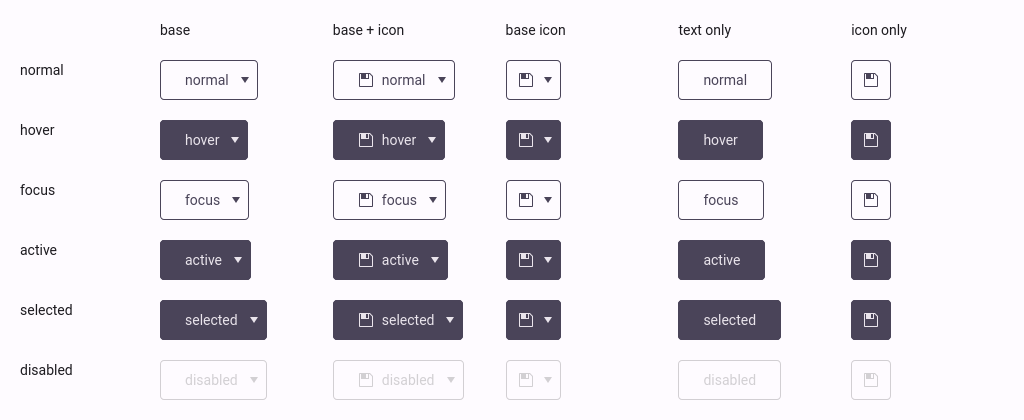 base base + icon base icon text only icon only
normal normal normal normal
hover hover hover hover
focus focus focus focus
active active active active
selected selected selected selected
disabled disabled disabled disabled